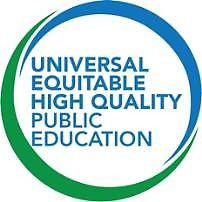 UNIVERSAL
EQUITABLE
HIGH QUALITY
PUBLIC
EDUCATION